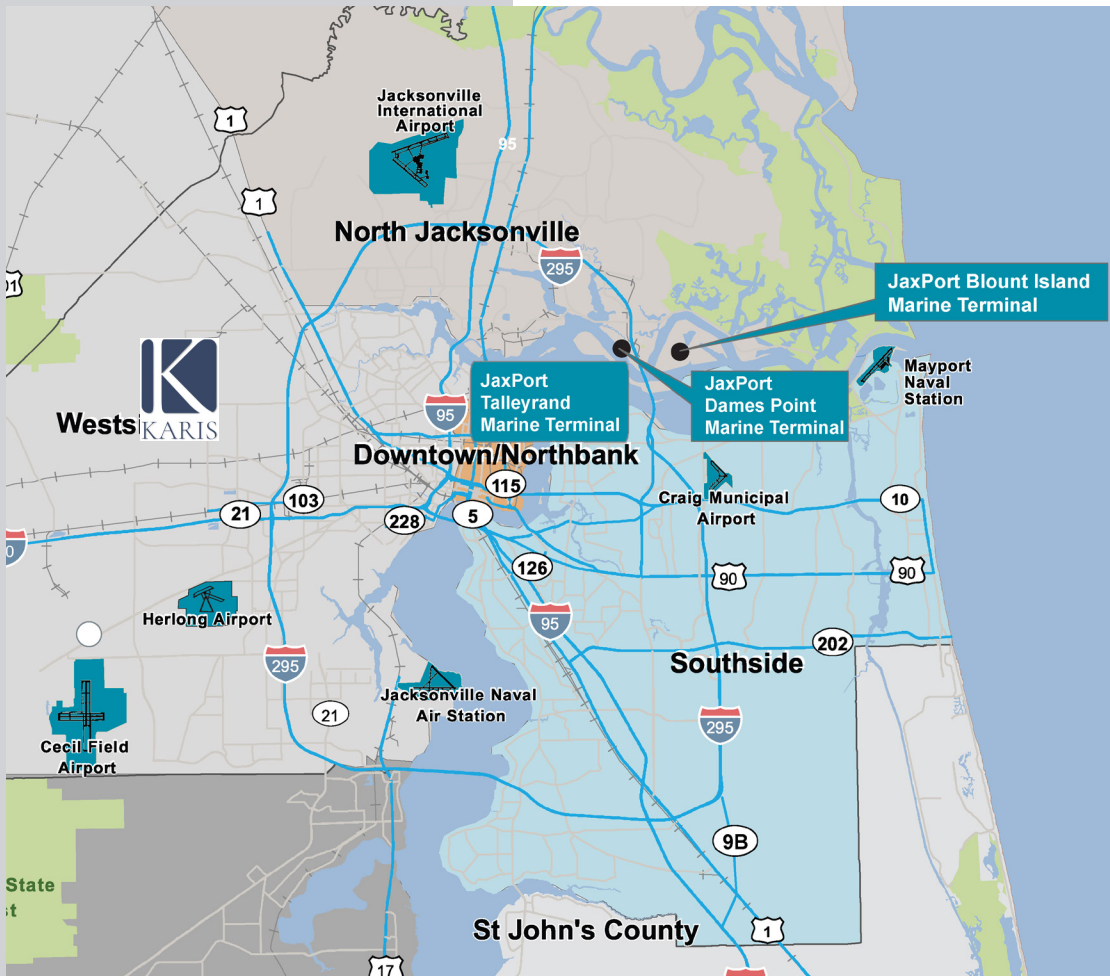 Jacksonville
International
Airport
1
95
1
North Jacksonville
295
01
JaxPort Blount Island
Marine Terminal
K
KARIS
Wests
95
JaxPort
Talleyrand
Marine Terminal
JaxPort
Dames Point
Marine Terminal
Mayport
Naval
Station
Downtown/Northbank
115
Craig Municipal
Airport
10
103
21
228
5
0
126
90
90
Herlong Airport
95
202
295
Southside
Jacksonville Naval
Air Station
21
295
Cecil Field
Airport
9B
State
st
St John's County
1
17